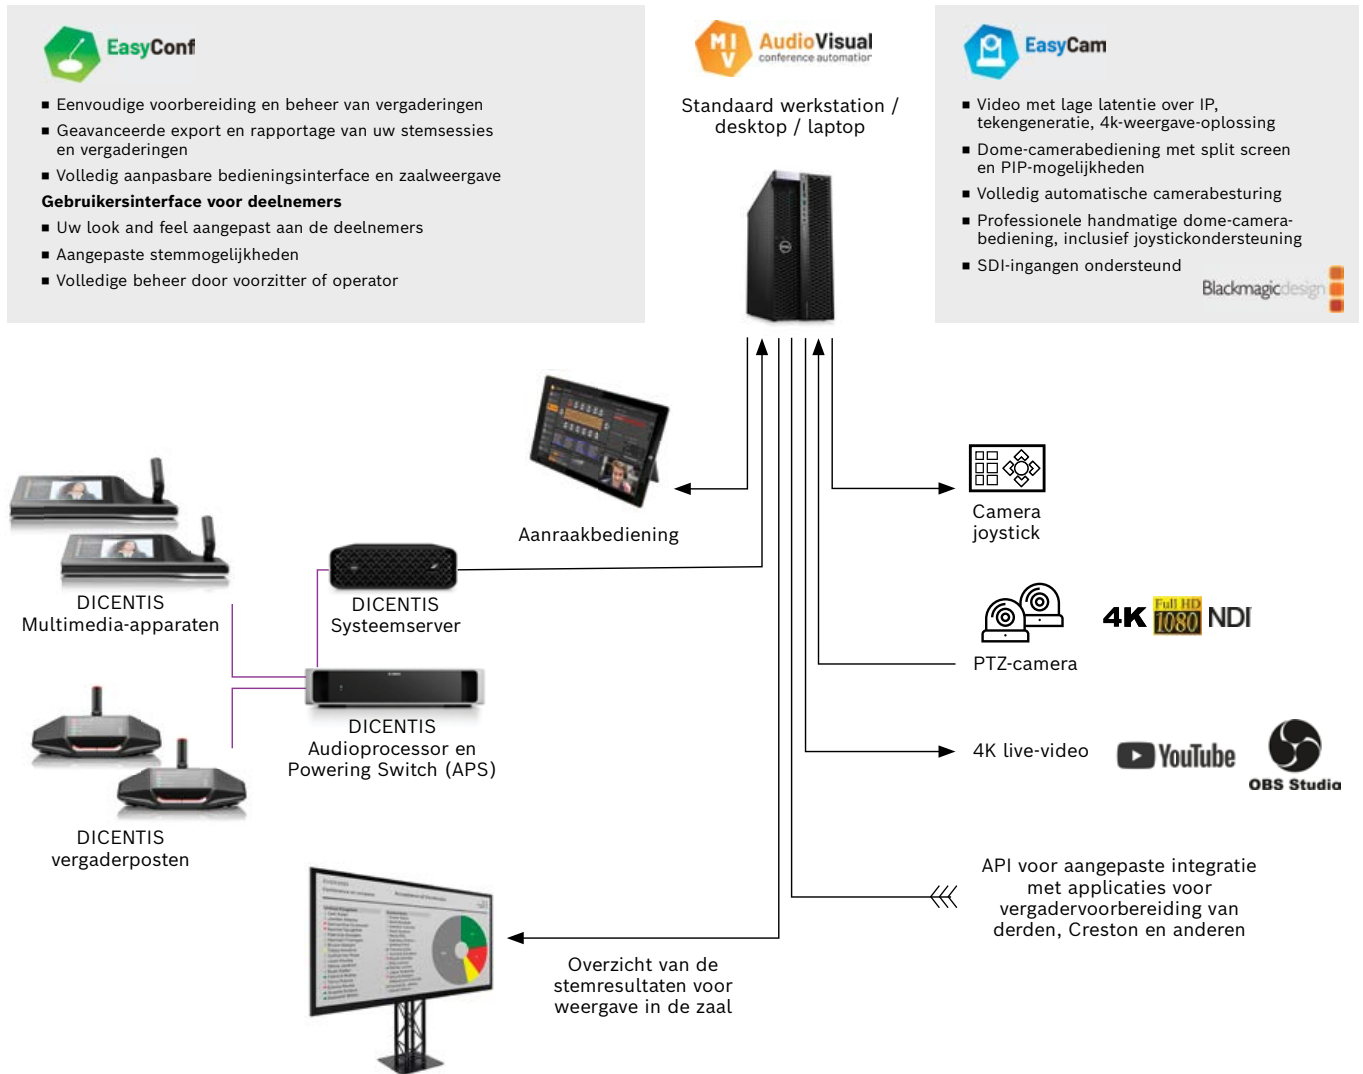 EasyConf
Eenvoudige voorbereiding en beheer van vergaderingen
Geavanceerde export en rapportage van uw stemsessies
en vergaderingen
Volledig aanpasbare bedieningsinterface en zaalweergave
Gebruikersinterface voor deelnemers
Uw look and feel aangepast aan de deelnemers
Aangepaste stemmogelijkheden
Volledige beheer door voorzitter of operator
MIV
AudioVisual
conference automation
Standaard werkstation /
desktop / laptop
EasyCam
Video met lage latentie over IP,
tekengeneratie, 4k-weergave-oplossing
Dome-camerabediening met split screen
en PIP-mogelijkheden
Volledig automatische camerabesturing
Professionele handmatige dome-camera-
bediening, inclusief joystickondersteuning
SDI-ingangen ondersteund
Blackmagicdesign
Aanraakbediening
Camera
joystick
DICENTIS
Multimedia-apparaten
DICENTIS
Systeemserver
PTZ-camera
4K
Full HD
1080
NDI
DICENTIS
Audioprocessor en
Powering Switch (APS)
4K live-video
YouTube
OBS Studio
DICENTIS
vergaderposten
API voor aangepaste integratie
met applicaties voor
vergadervoorbereiding van
derden, Creston en anderen
Overzicht van de
stemresultaten voor
weergave in de zaal